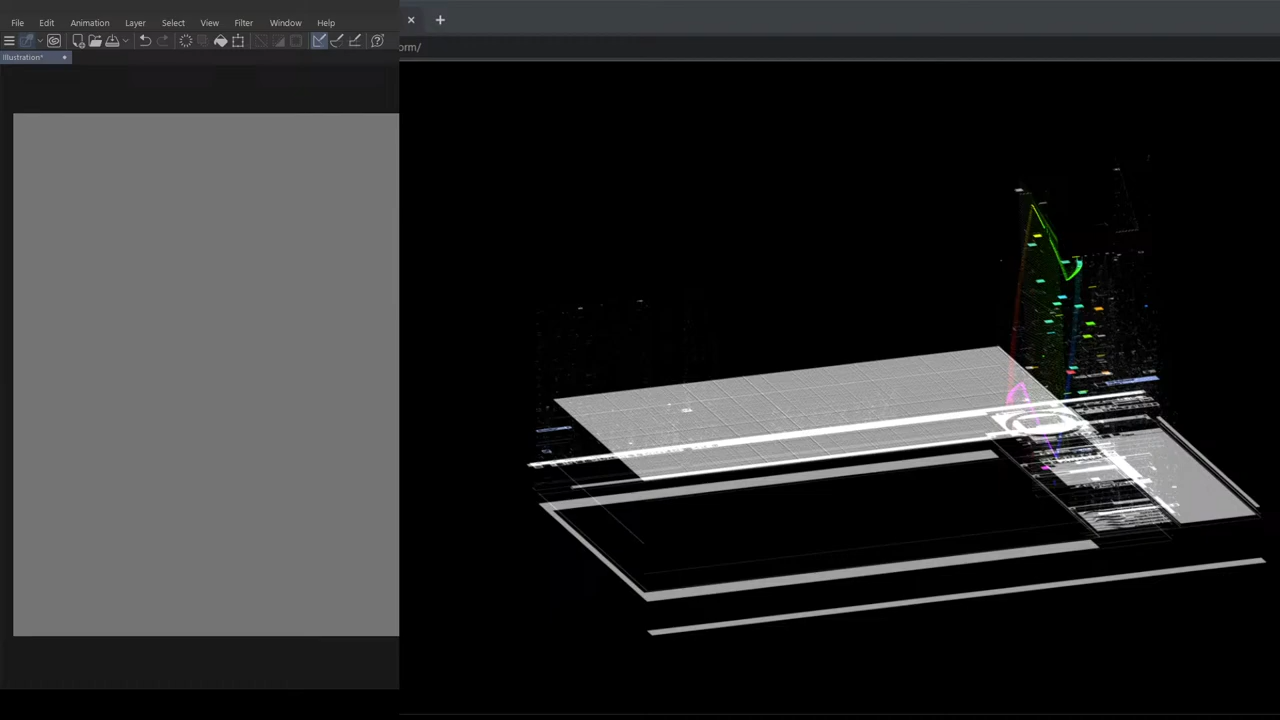 File Edit Animation Layer Select View Filter Window Help
Illustration*
orm/